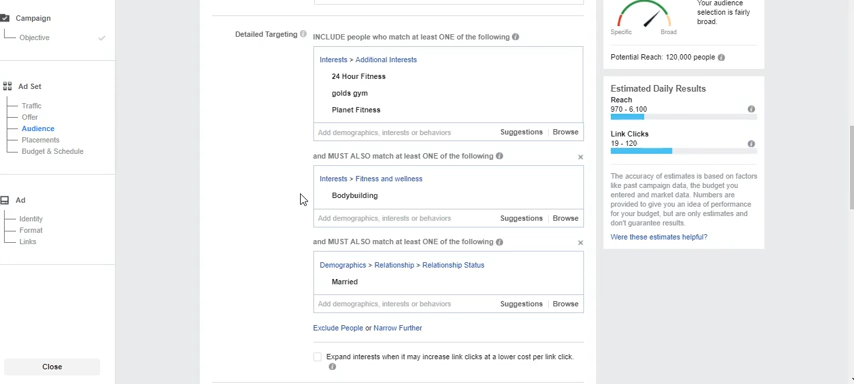 Campaign
Objective
Ad Set
Traffic
Offer
Audience
Placements
Budget & Schedule
Ad
Identity
Format
Links
Close
Detailed Targeting
INCLUDE people who match at least ONE of the following
Interests > Additional Interests
24 Hour Fitness
golds gym
Planet Fitness
Add demographics, interests or behaviors Suggestions Browse
and MUST ALSO match at least ONE of the following
Interests > Fitness and wellness
Bodybuilding
Add demographics, interests or behaviors Suggestions Browse
and MUST ALSO match at least ONE of the following
Demographics > Relationship > Relationship Status
Married
Add demographics, interests or behaviors Suggestions Browse
Exclude People or Narrow Further
Expand interests when it may increase link clicks at a lower cost per link click.
Your audience
selection is fairly
broad.
Specific Broad
Potential Reach: 120,000 people
Estimated Daily Results
Reach
970 - 6,100
Link Clicks
19 - 120
The accuracy of estimates is based on factors
like past campaign data, the budget you
entered and market data. Numbers are
provided to give you an idea of performance
for your budget, but are only estimates and
don't guarantee results.
Were these estimates helpful?